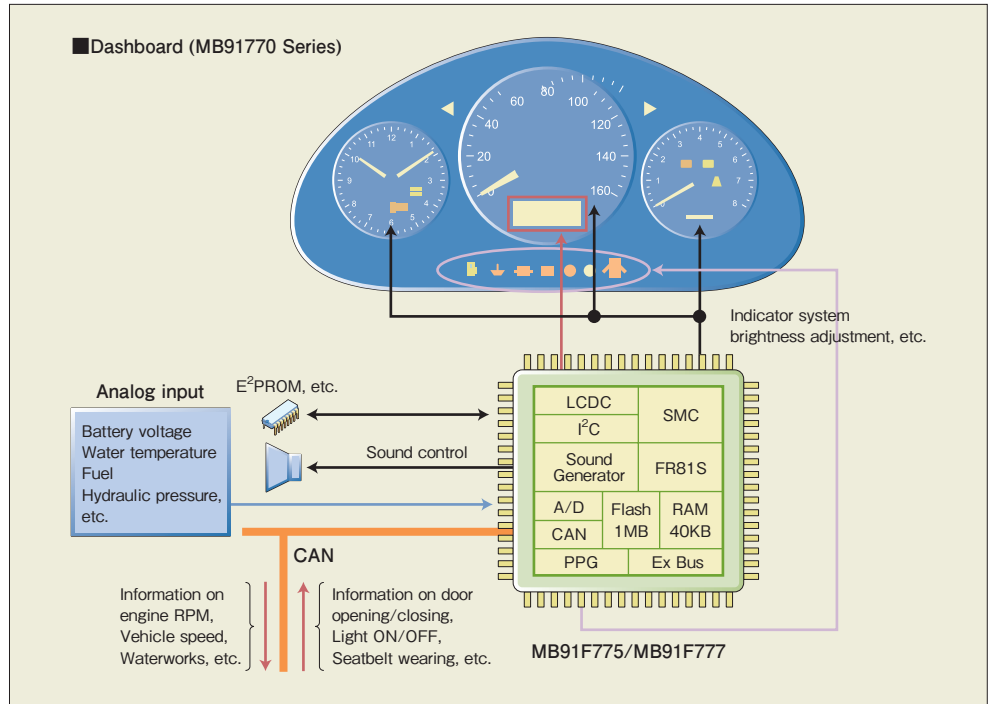 ■Dashboard (MB91770 Series)
12
1
2
3
4
5
6
7
8
9
10
11
0
20
40
60
80
100
120
140
160
0
1
2
3
4
5
6
7
8
Indicator system
brightness adjustment, etc.
Analog input
Battery voltage
Water temperature
Fuel
Hydraulic pressure,
etc.
E²PROM, etc.
Sound control
LCDC
I²C
SMC
Sound
Generator
FR81S
A/D
CAN
Flash
1MB
RAM
40KB
PPG
Ex Bus
CAN
Information on
engine RPM,
Vehicle speed,
Waterworks, etc.
Information on door
opening/closing,
Light ON/OFF,
Seatbelt wearing, etc.
MB91F775/MB91F777